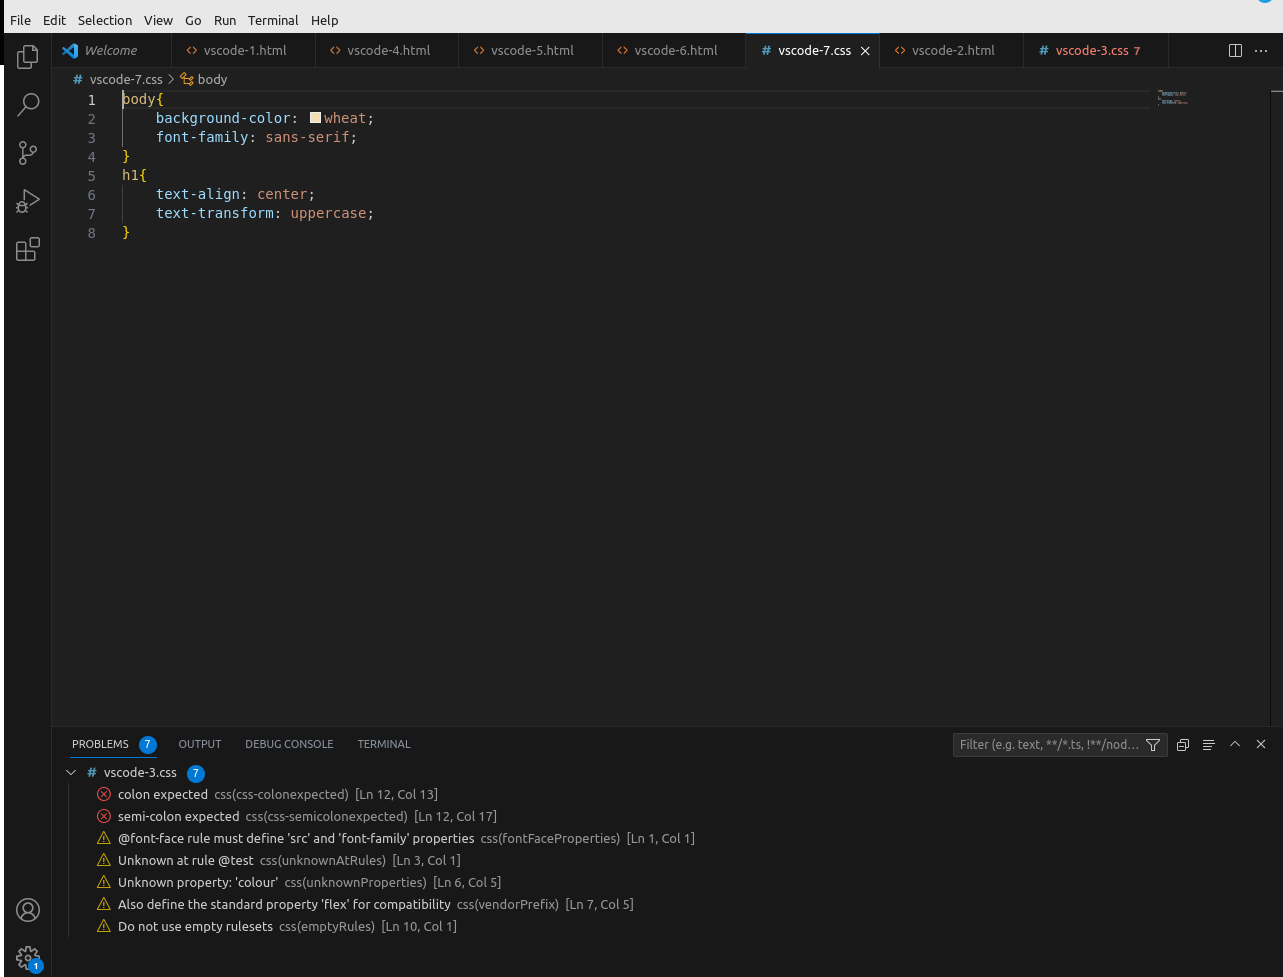 File Edit Selection View Go Run Terminal Help
Welcome vscode-1.html vscode-4.html vscode-5.html vscode-6.html # vscode-7.css vscode-2.html # vscode-3.css 7
# vscode-7.css > body
1 body{
2 background-color: wheat;
3 font-family: sans-serif;
4 }
5 h1{
6 text-align: center;
7 text-transform: uppercase;
8 }
PROBLEMS 7 OUTPUT DEBUG CONSOLE TERMINAL Filter (e.g. text, **/*.ts, !**/nod...
# vscode-3.css 7
colon expected css(css-colonexpected) [Ln 12, Col 13]
semi-colon expected css(css-semicolonexpected) [Ln 12, Col 17]
@font-face rule must define 'src' and 'font-family' properties css(fontFaceProperties) [Ln 1, Col 1]
Unknown at rule @test css(unknownAtRules) [Ln 3, Col 1]
Unknown property: 'colour' css(unknownProperties) [Ln 6, Col 5]
Also define the standard property 'flex' for compatibility css(vendorPrefix) [Ln 7, Col 5]
Do not use empty rulesets css(emptyRules) [Ln 10, Col 1]
1